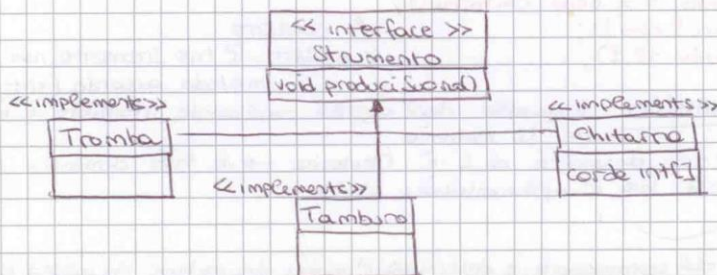 << interface >>
Strumento
void produciSuono()
<<implements>>
<<implements>>
Tromba
Chitarra
corde int[]
<<implements>>
Tamburo